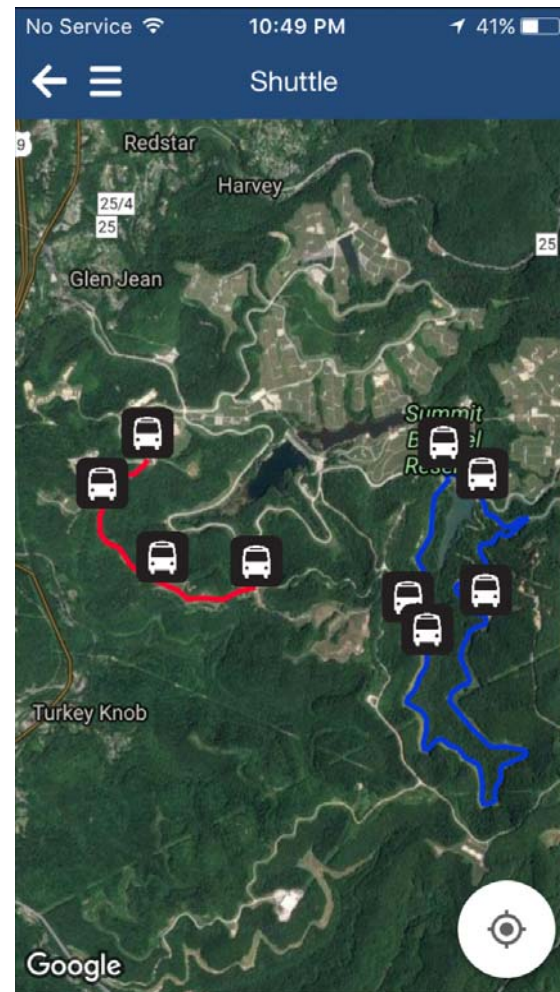 No Service 10:49 PM 41%
Shuttle
9
Redstar
Harvey
25/4
25
25
Glen Jean
Summit
Turkey Knob
Google